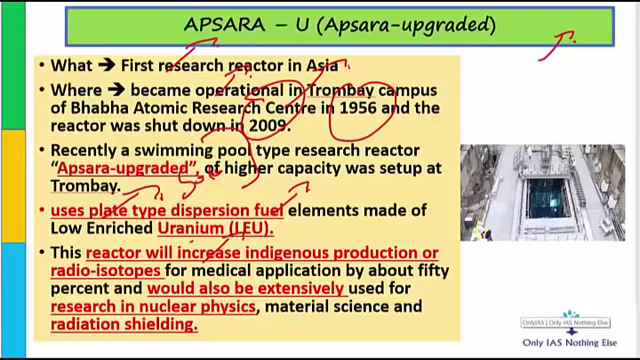 APSARA – U (Apsara-upgraded)
• What ➔ First research reactor in Asia
• Where ➔ became operational in Trombay campus
of Bhabha Atomic Research Centre in 1956 and the
reactor was shut down in 2009.
• Recently a swimming pool type research reactor
“Apsara-upgraded”, of higher capacity was setup at
Trombay.
• uses plate type dispersion fuel elements made of
Low Enriched Uranium (LEU).
• This reactor will increase indigenous production or
radio-isotopes for medical application by about fifty
percent and would also be extensively used for
research in nuclear physics, material science and
radiation shielding.
OnlyIAS | Only IAS Nothing Else
Only IAS Nothing Else